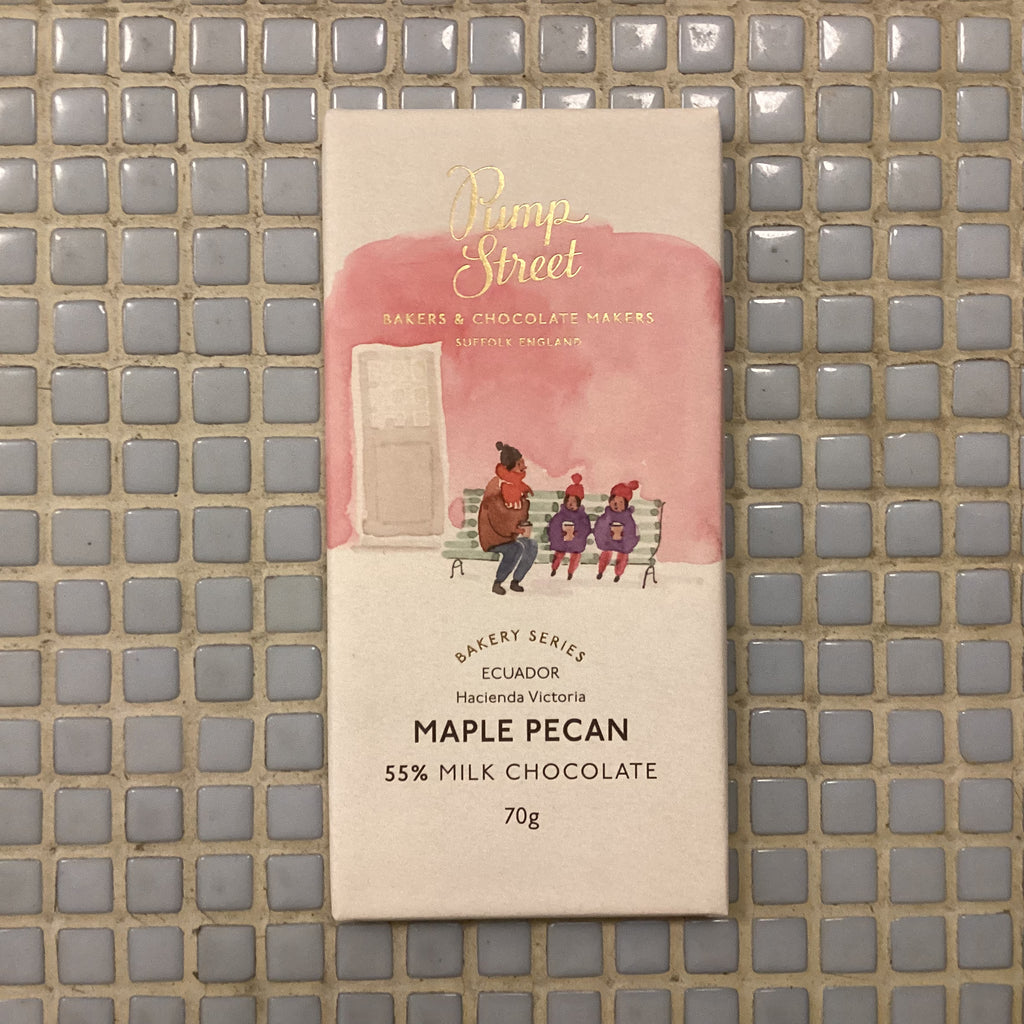 Pump
Street
BAKERS & CHOCOLATE MAKERS
SUFFOLK ENGLAND
BAKERY SERIES
ECUADOR
Hacienda Victoria
MAPLE PECAN
55% MILK CHOCOLATE
70g